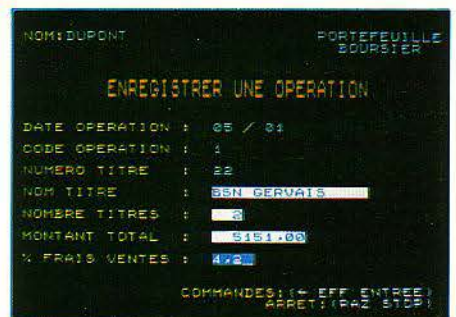 NOM:DUPONT
PORTEFEUILLE
BOURSIER
ENREGISTRER UNE OPERATION
DATE OPERATION : 05 / 01
CODE OPERATION : 1
NUMERO TITRE : 22
NOM TITRE : BSN GERVAIS
NOMBRE TITRES : 2
MONTANT TOTAL : 5151.00
% FRAIS VENTES : 4.2
COMMANDES:(← EFF ENTREE)
ARRET:(RAZ STOP)